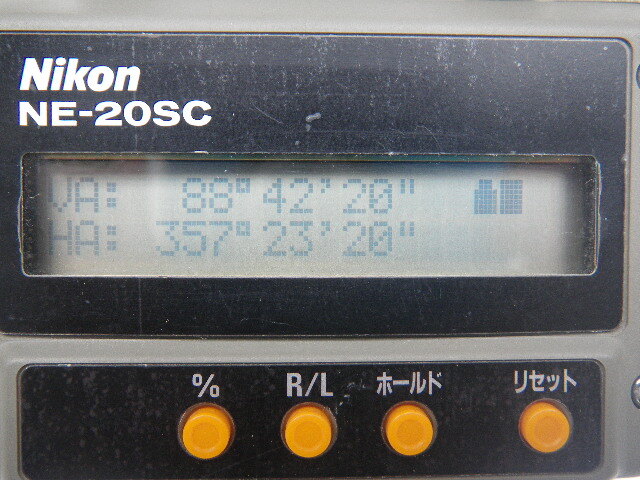 Nikon
NE-20SC
VA: 88°42'20"
HA: 357°23'20"
% R/L ホールド リセット